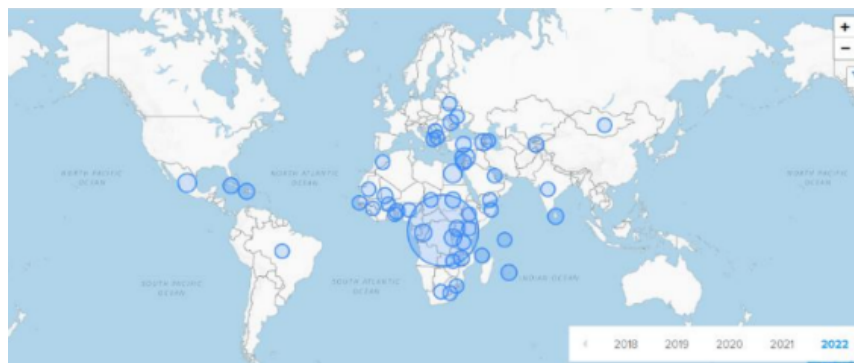 NORTH PACIFIC
OCEAN
NORTH ATLANTIC
OCEAN
NORTH PACIFIC
OCEAN
SOUTH PACIFIC
OCEAN
SOUTH ATLANTIC
OCEAN
INDIAN OCEAN
+
−
‹ 2018 2019 2020 2021 2022